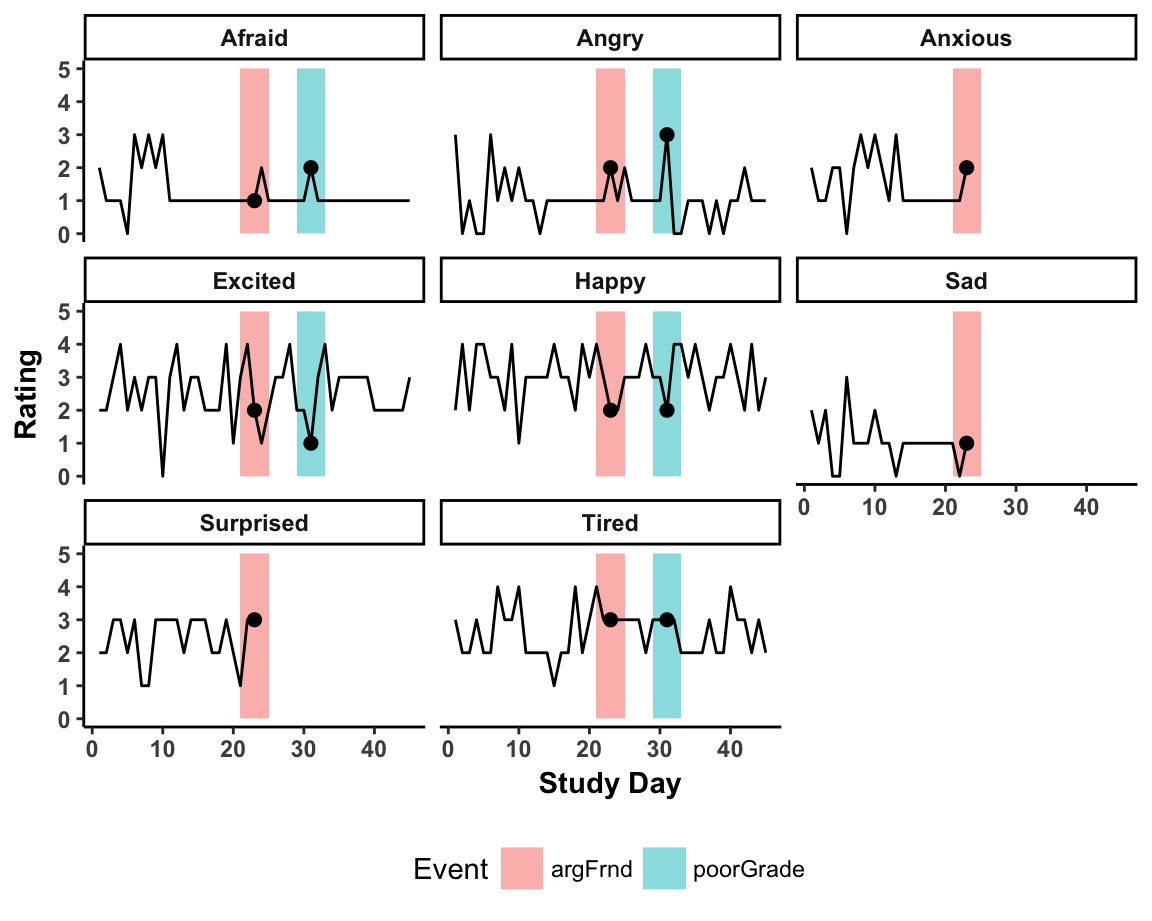 Afraid Angry Anxious
5
4
3
2
1
0
Excited Happy Sad
5
4
3
2
1
0
0 10 20 30 40
Surprised Tired
5
4
3
2
1
0
0 10 20 30 40 0 10 20 30 40
Rating
Study Day
Event argFrnd poorGrade